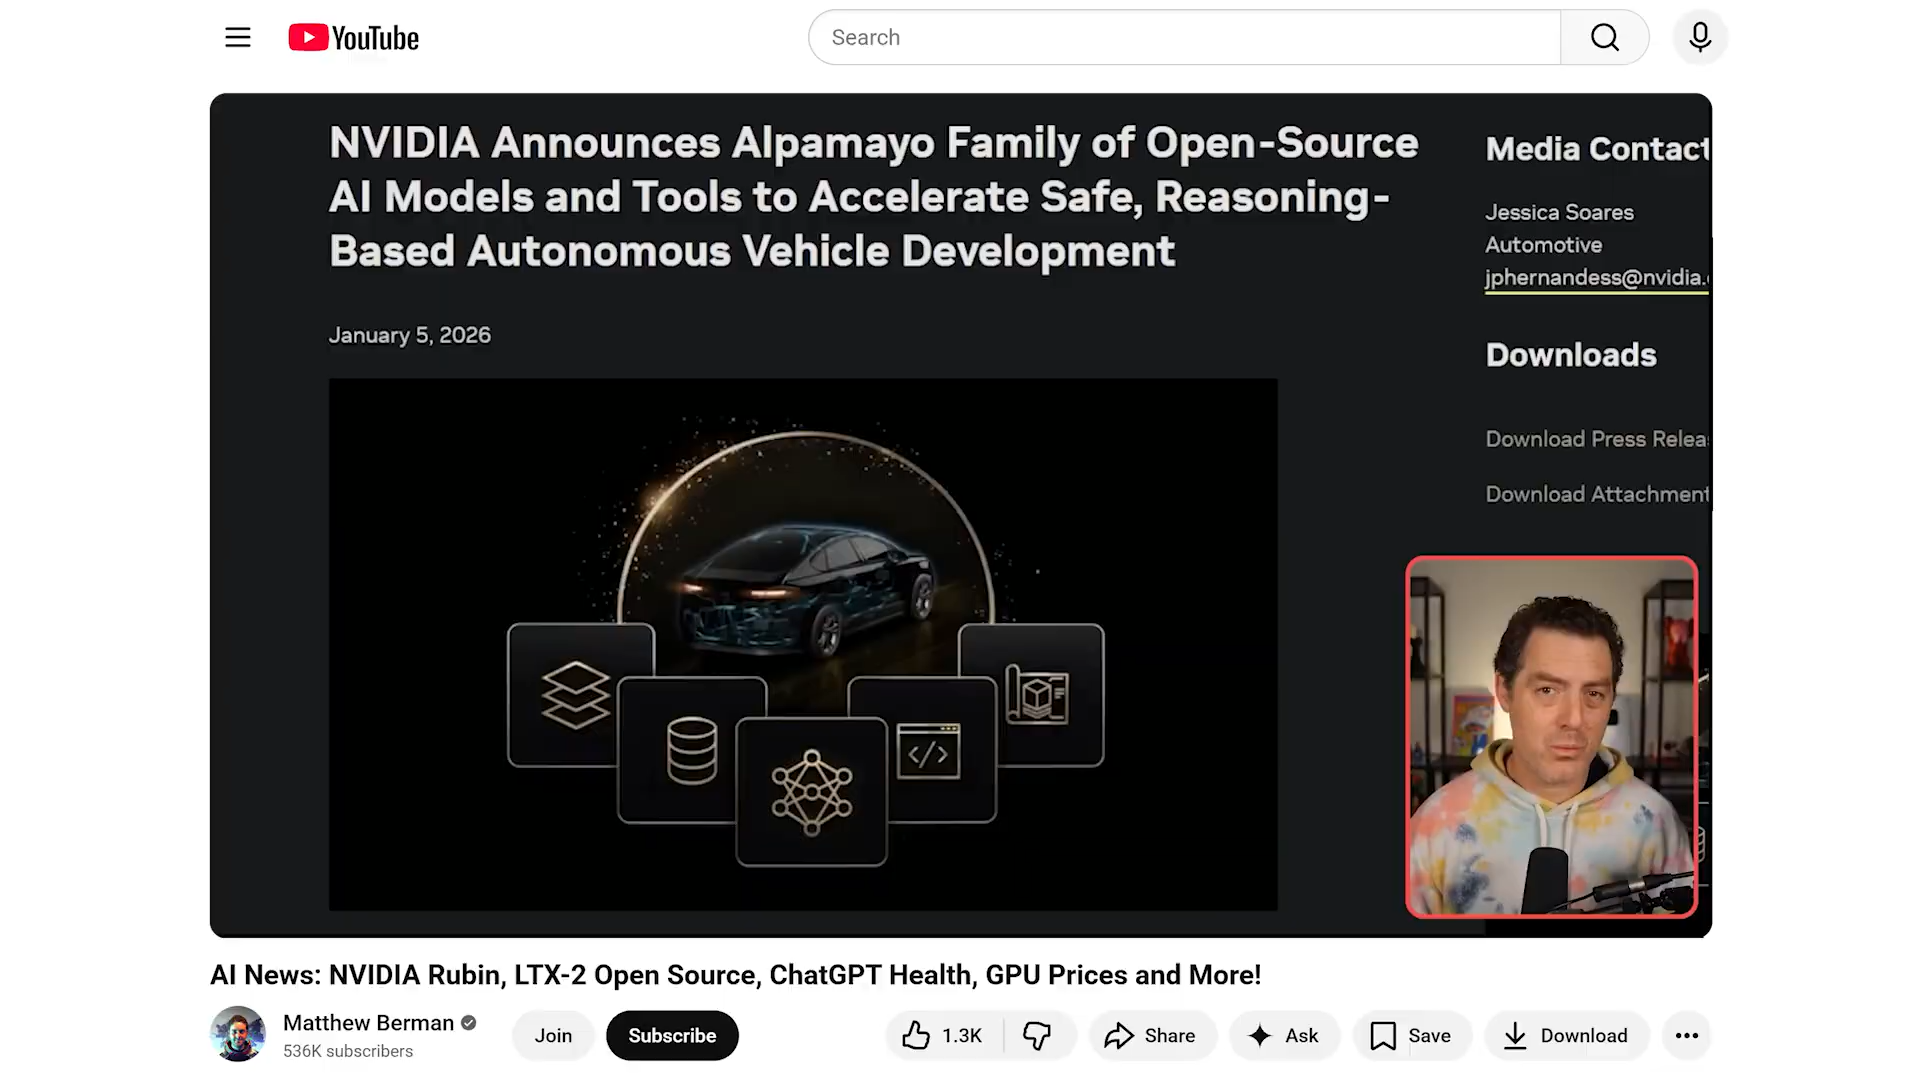 YouTube
Search
NVIDIA Announces Alpamayo Family of Open-Source
AI Models and Tools to Accelerate Safe, Reasoning-
Based Autonomous Vehicle Development
January 5, 2026
Media Contact
Jessica Soares
Automotive
jphernandess@nvidia.
Downloads
Download Press Relea
Download Attachment
</>
AI News: NVIDIA Rubin, LTX-2 Open Source, ChatGPT Health, GPU Prices and More!
Matthew Berman
536K subscribers
Join
Subscribe
1.3K
Share
Ask
Save
Download